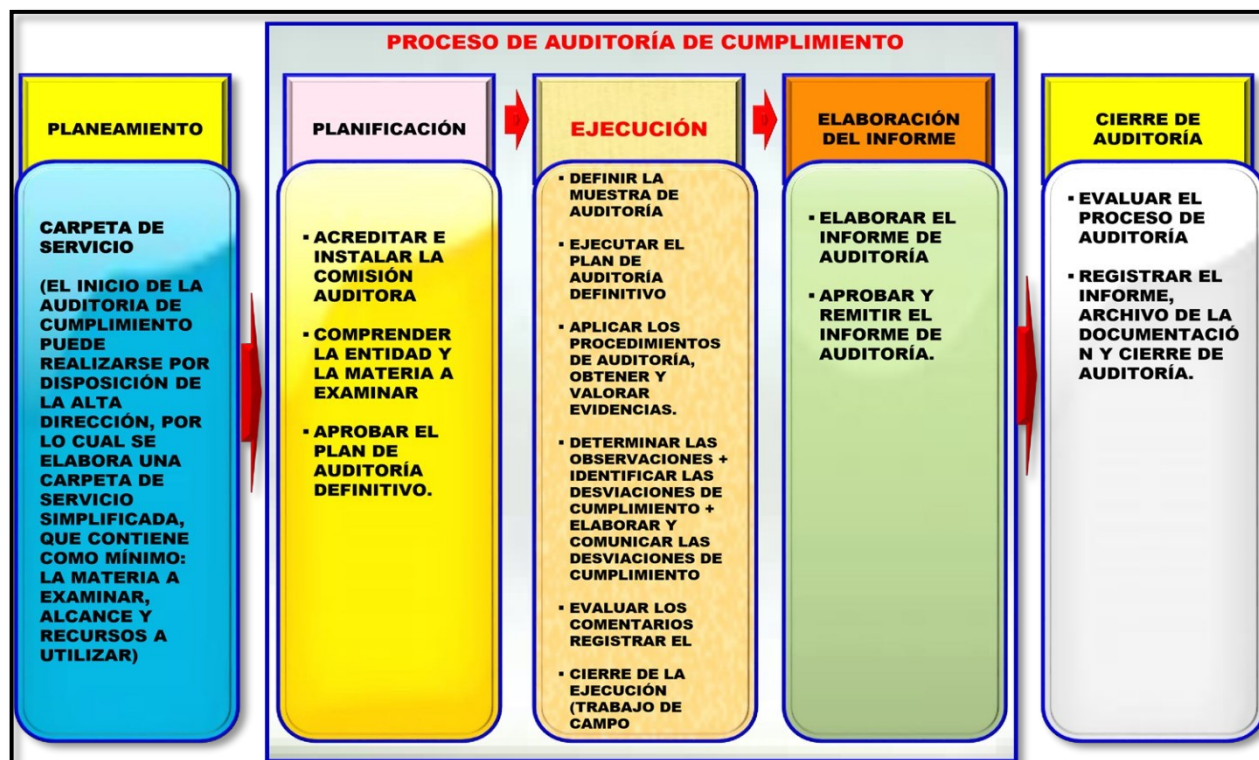 PROCESO DE AUDITORÍA DE CUMPLIMIENTO
PLANEAMIENTO
CARPETA DE
SERVICIO
(EL INICIO DE LA
AUDITORIA DE
CUMPLIMIENTO
PUEDE
REALIZARSE POR
DISPOSICIÓN DE
LA ALTA
DIRECCIÓN, POR
LO CUAL SE
ELABORA UNA
CARPETA DE
SERVICIO
SIMPLIFICADA,
QUE CONTIENE
COMO MÍNIMO:
LA MATERIA A
EXAMINAR,
ALCANCE Y
RECURSOS A
UTILIZAR)
PLANIFICACIÓN
▪ ACREDITAR E
INSTALAR LA
COMISIÓN
AUDITORA
▪ COMPRENDER
LA ENTIDAD Y
LA MATERIA A
EXAMINAR
▪ APROBAR EL
PLAN DE
AUDITORÍA
DEFINITIVO.
EJECUCIÓN
▪ DEFINIR LA
MUESTRA DE
AUDITORÍA
▪ EJECUTAR EL
PLAN DE
AUDITORÍA
DEFINITIVO
▪ APLICAR LOS
PROCEDIMIENTOS
DE AUDITORÍA,
OBTENER Y
VALORAR
EVIDENCIAS.
▪ DETERMINAR LAS
OBSERVACIONES +
IDENTIFICAR LAS
DESVIACIONES DE
CUMPLIMIENTO +
ELABORAR Y
COMUNICAR LAS
DESVIACIONES DE
CUMPLIMIENTO
▪ EVALUAR LOS
COMENTARIOS
REGISTRAR EL
▪ CIERRE DE LA
EJECUCIÓN
(TRABAJO DE
CAMPO
ELABORACIÓN
DEL INFORME
▪ ELABORAR EL
INFORME DE
AUDITORÍA
▪ APROBAR Y
REMITIR EL
INFORME DE
AUDITORÍA.
CIERRE DE
AUDITORÍA
▪ EVALUAR EL
PROCESO DE
AUDITORÍA
▪ REGISTRAR EL
INFORME,
ARCHIVO DE LA
DOCUMENTACIÓ
N Y CIERRE DE
AUDITORÍA.